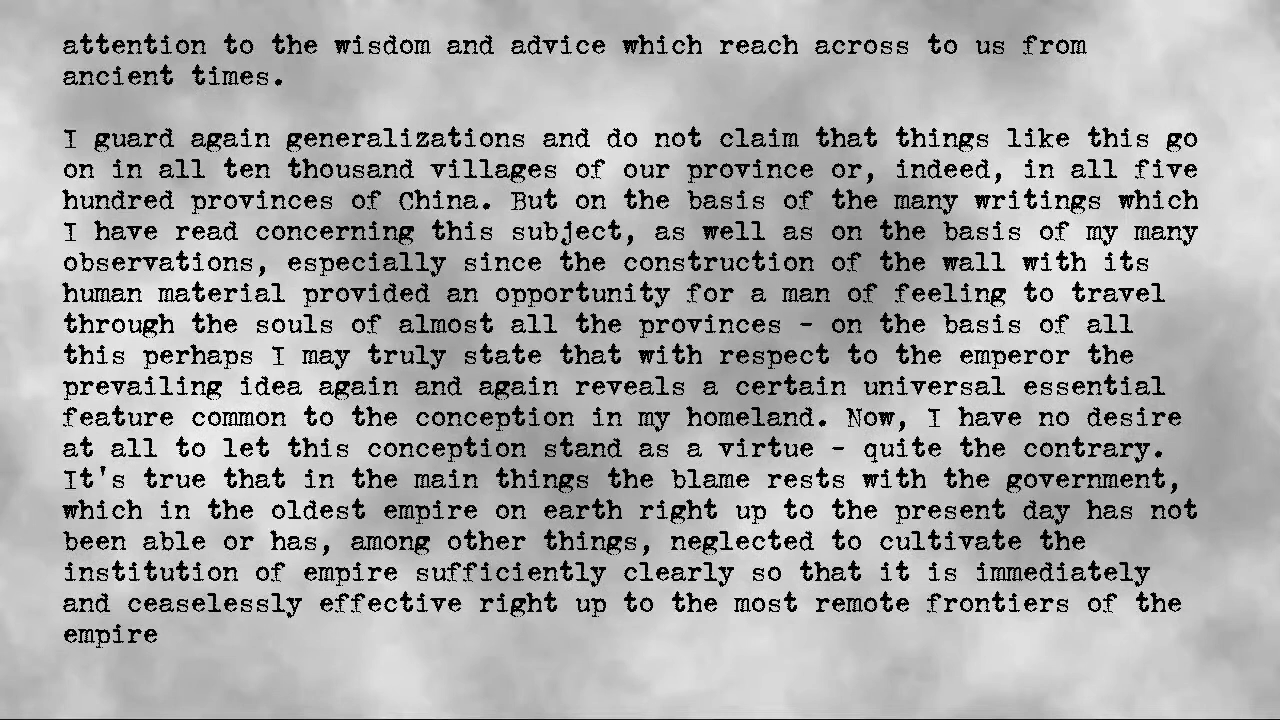 attention to the wisdom and advice which reach across to us from
ancient times.
I guard again generalizations and do not claim that things like this go
on in all ten thousand villages of our province or, indeed, in all five
hundred provinces of China. But on the basis of the many writings which
I have read concerning this subject, as well as on the basis of my many
observations, especially since the construction of the wall with its
human material provided an opportunity for a man of feeling to travel
through the souls of almost all the provinces - on the basis of all
this perhaps I may truly state that with respect to the emperor the
prevailing idea again and again reveals a certain universal essential
feature common to the conception in my homeland. Now, I have no desire
at all to let this conception stand as a virtue - quite the contrary.
It's true that in the main things the blame rests with the government,
which in the oldest empire on earth right up to the present day has not
been able or has, among other things, neglected to cultivate the
institution of empire sufficiently clearly so that it is immediately
and ceaselessly effective right up to the most remote frontiers of the
empire